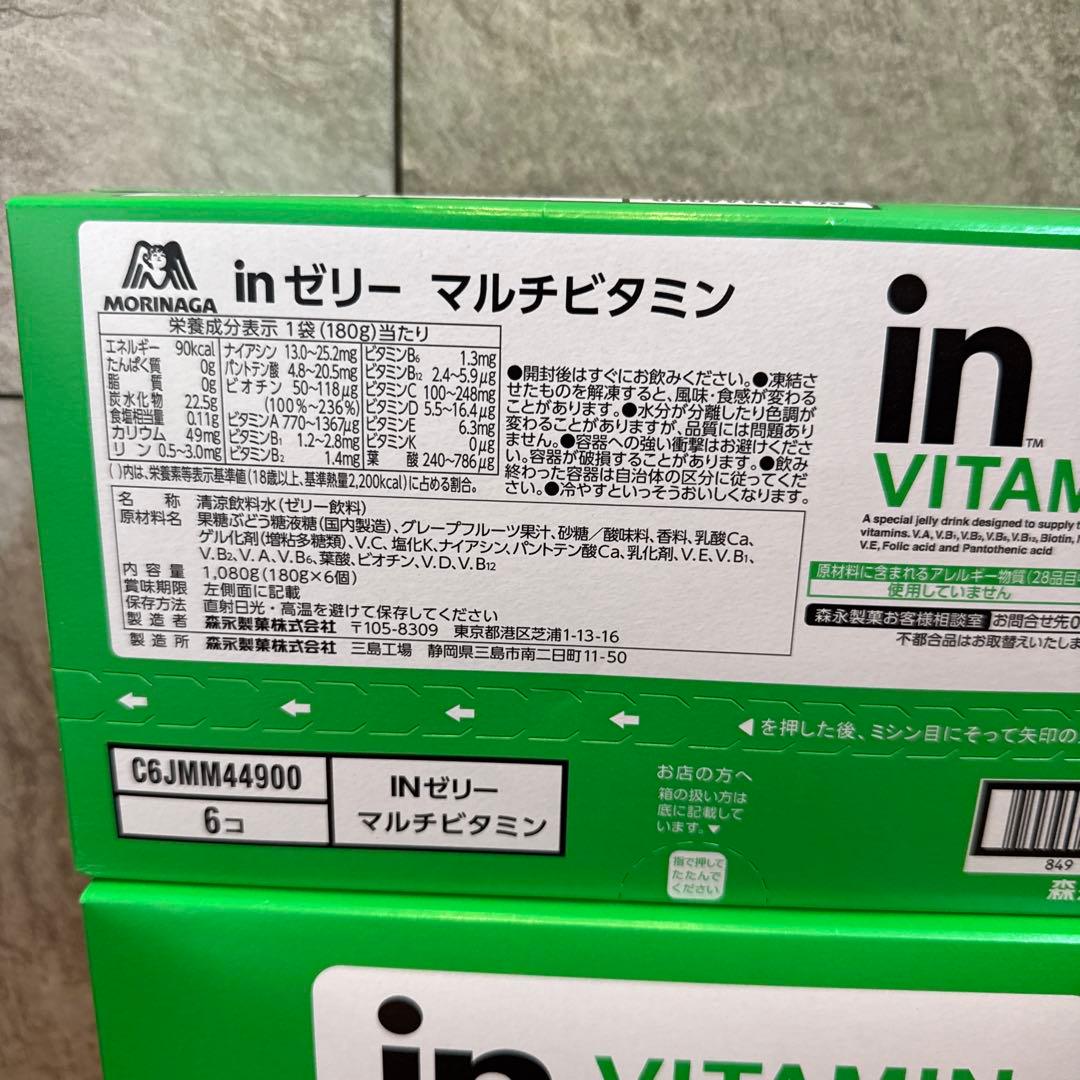 MORINAGA
in ゼリー マルチビタミン
栄養成分表示 1袋(180g)当たり
エネルギー 90kcal
たんぱく質 0g
脂質 0g
炭水化物 22.5g
食塩相当量 0.11g
カリウム 49mg
リン 0.5~3.0mg
ナイアシン 13.0~25.2mg
パントテン酸 4.8~20.5mg
ビオチン 50~118μg
(100%~236%)
ビタミンA 770~1367μg
ビタミンB1 1.2~2.8mg
ビタミンB2 1.4mg
ビタミンB6 1.3mg
ビタミンB12 2.4~5.9μg
ビタミンC 100~248mg
ビタミンD 5.5~16.4μg
ビタミンE 6.3mg
ビタミンK 0μg
葉酸 240~786μg
( )内は、栄養素等表示基準値(18歳以上、基準熱量2,200kcal)に占める割合。
●開封後はすぐにお飲みください。●凍結さ
せたものを解凍すると、風味・食感が変わる
ことがあります。●水分が分離したり色調が
変わることがありますが、品質には問題あり
ません。●容器への強い衝撃はお避けくださ
い。容器が破損することがあります。●飲み
終わった容器は自治体の区分に従ってくだ
さい。●冷やすといっそうおいしくなります。
名称 清涼飲料水(ゼリー飲料)
原材料名 果糖ぶどう糖液糖(国内製造)、グレープフルーツ果汁、砂糖/酸味料、香料、乳酸Ca、
ゲル化剤(増粘多糖類)、V.C、塩化K、ナイアシン、パントテン酸Ca、乳化剤、V.E、V.B1、
V.B2、V.A、V.B6、葉酸、ビオチン、V.D、V.B12
内容量 1,080g(180g×6個)
賞味期限 左側面に記載
保存方法 直射日光・高温を避けて保存してください
製造者 森永製菓株式会社 〒105-8309 東京都港区芝浦1-13-16
製造所 森永製菓株式会社 三島工場 静岡県三島市南二日町11-50
in
TM
VITAM
A special jelly drink designed to supply
vitamins. V.A, V.B1, V.B2, V.B6, V.B12, Biotin,
V.E, Folic acid and Pantothenic acid
原材料に含まれるアレルギー物質(28品目
使用していません
森永製菓お客様相談室 お問合せ先0
不都合品はお取替えいたしま
◀を押した後、ミシン目にそって矢印の
C6JMM44900
6コ
INゼリー
マルチビタミン
お店の方へ
箱の扱い方は
底に記載して
います。▼
指で押して
たたんで
ください
849
森
in VITAMIN